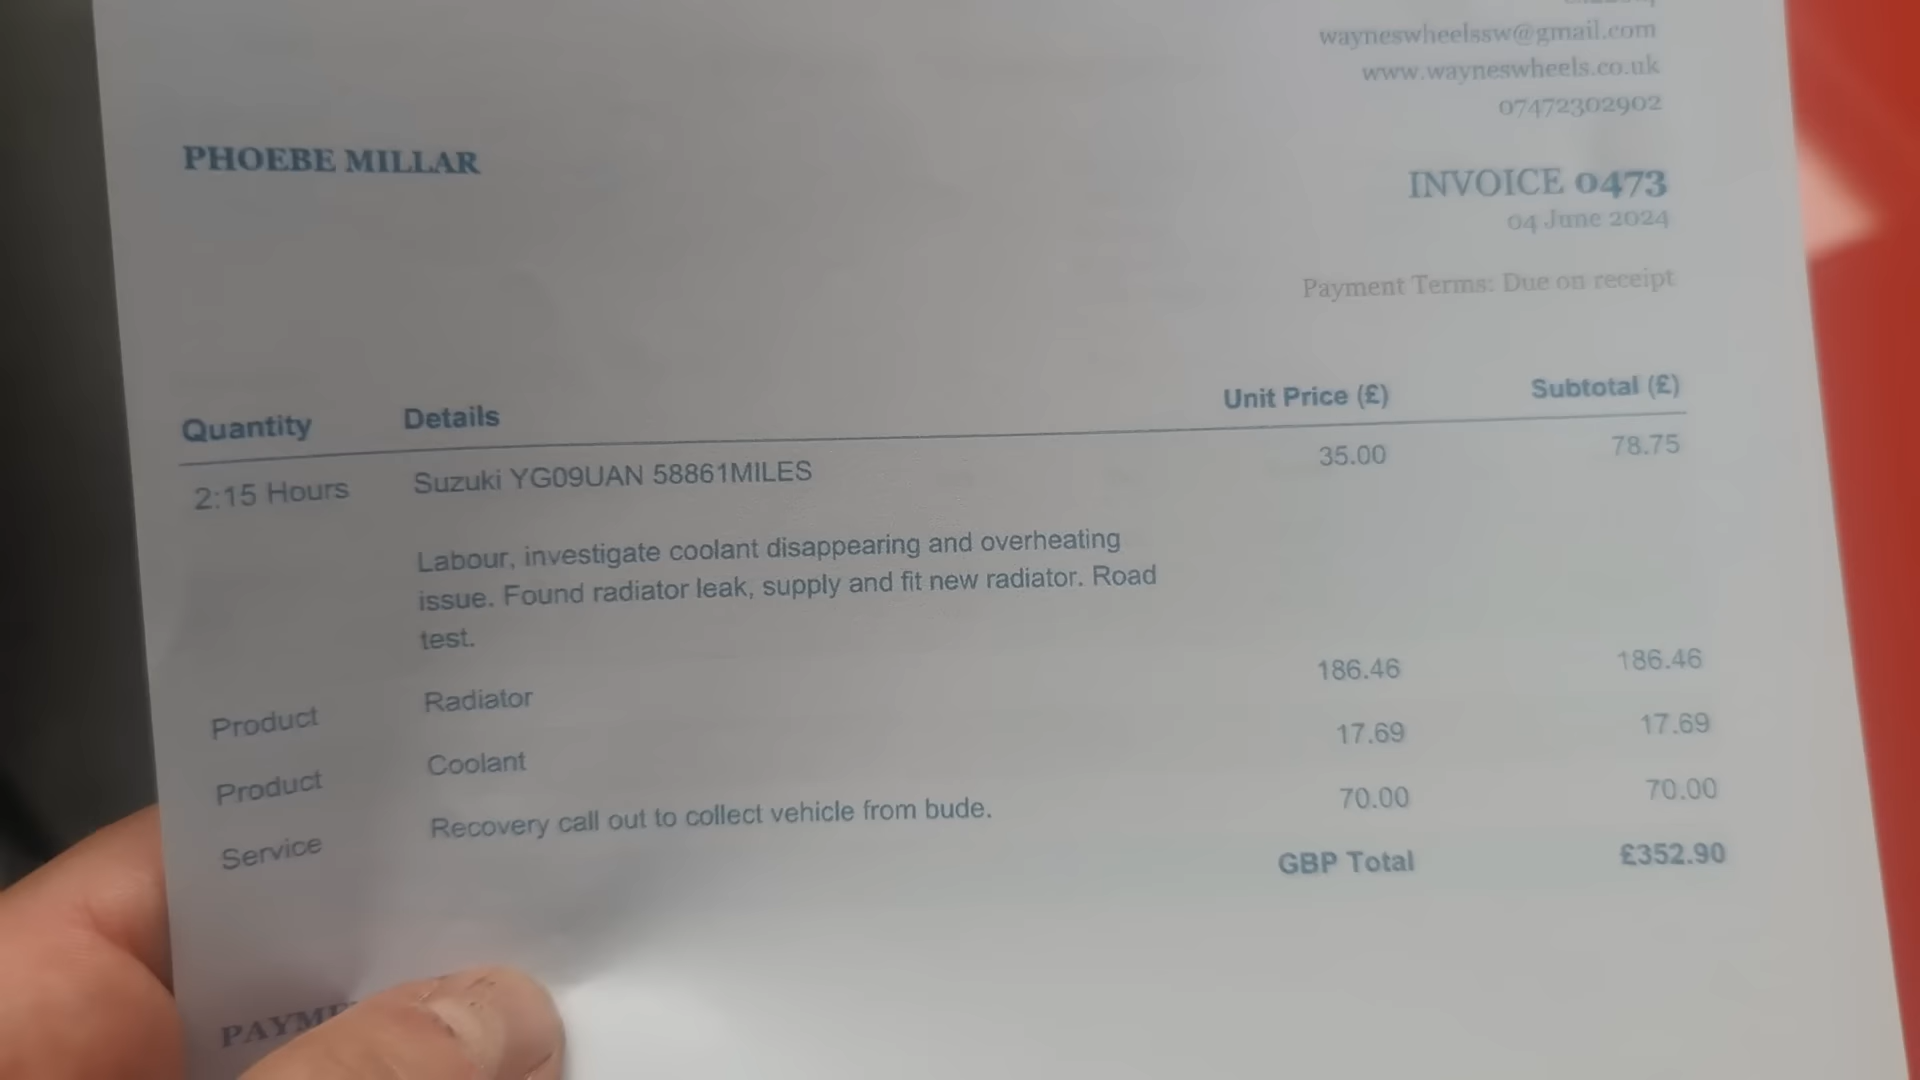 wayneswheelssw@gmail.com
www.wayneswheels.co.uk
07472302902
PHOEBE MILLAR
INVOICE 0473
04 June 2024
Payment Terms: Due on receipt
Quantity Details Unit Price (£) Subtotal (£)
2:15 Hours Suzuki YG09UAN 58861MILES 35.00 78.75
Labour, investigate coolant disappearing and overheating
issue. Found radiator leak, supply and fit new radiator. Road
test.
Product Radiator 186.46 186.46
Product Coolant 17.69 17.69
Service Recovery call out to collect vehicle from bude. 70.00 70.00
GBP Total £352.90